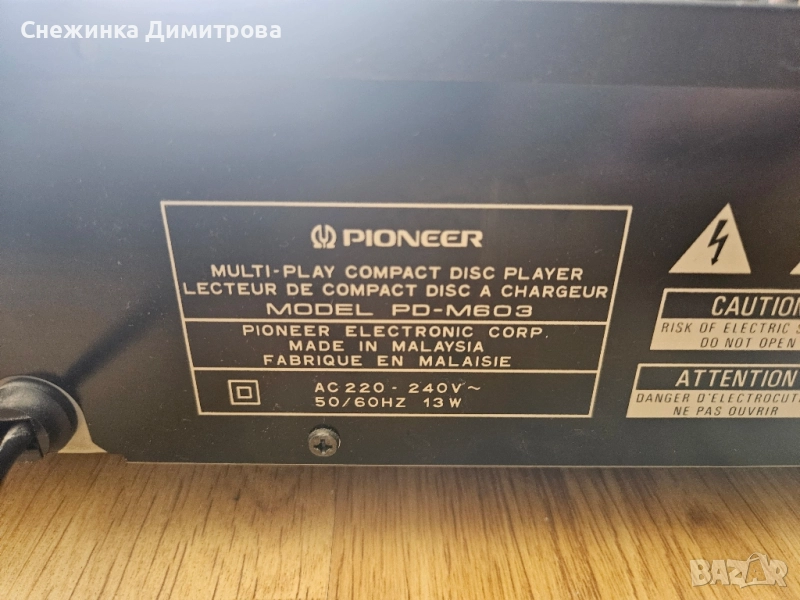 Снежинка Димитрова
PIONEER
MULTI-PLAY COMPACT DISC PLAYER
LECTEUR DE COMPACT DISC A CHARGEUR
MODEL PD-M603
PIONEER ELECTRONIC CORP.
MADE IN MALAYSIA
FABRIQUE EN MALAISIE
AC 220 - 240V~
50/60HZ 13W
CAUTION
RISK OF ELECTRIC S
DO NOT OPEN
ATTENTION
DANGER D'ELECTROCUT
NE PAS OUVRIR
BAZAR